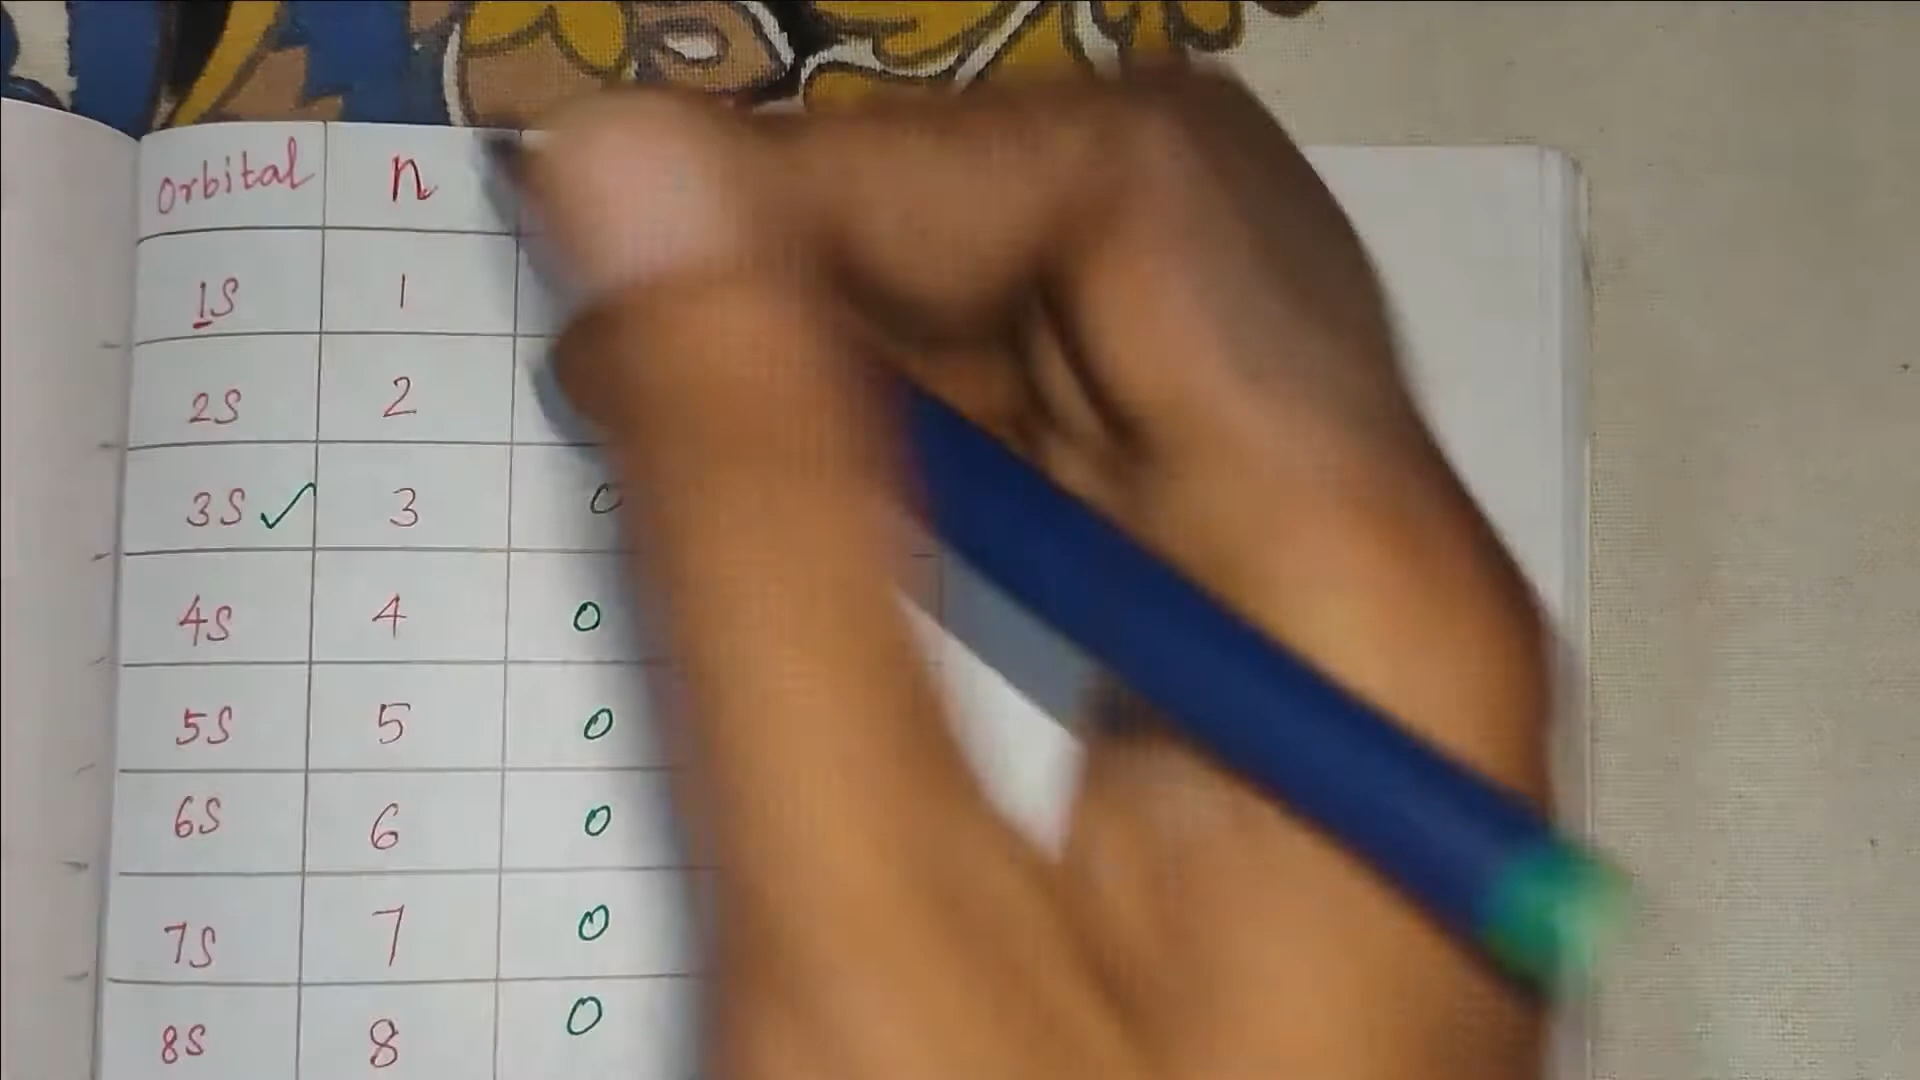 Orbital n
1S 1
2S 2
3S ✓ 3
4S 4 0
5S 5 0
6S 6 0
7S 7 0
8S 8 0